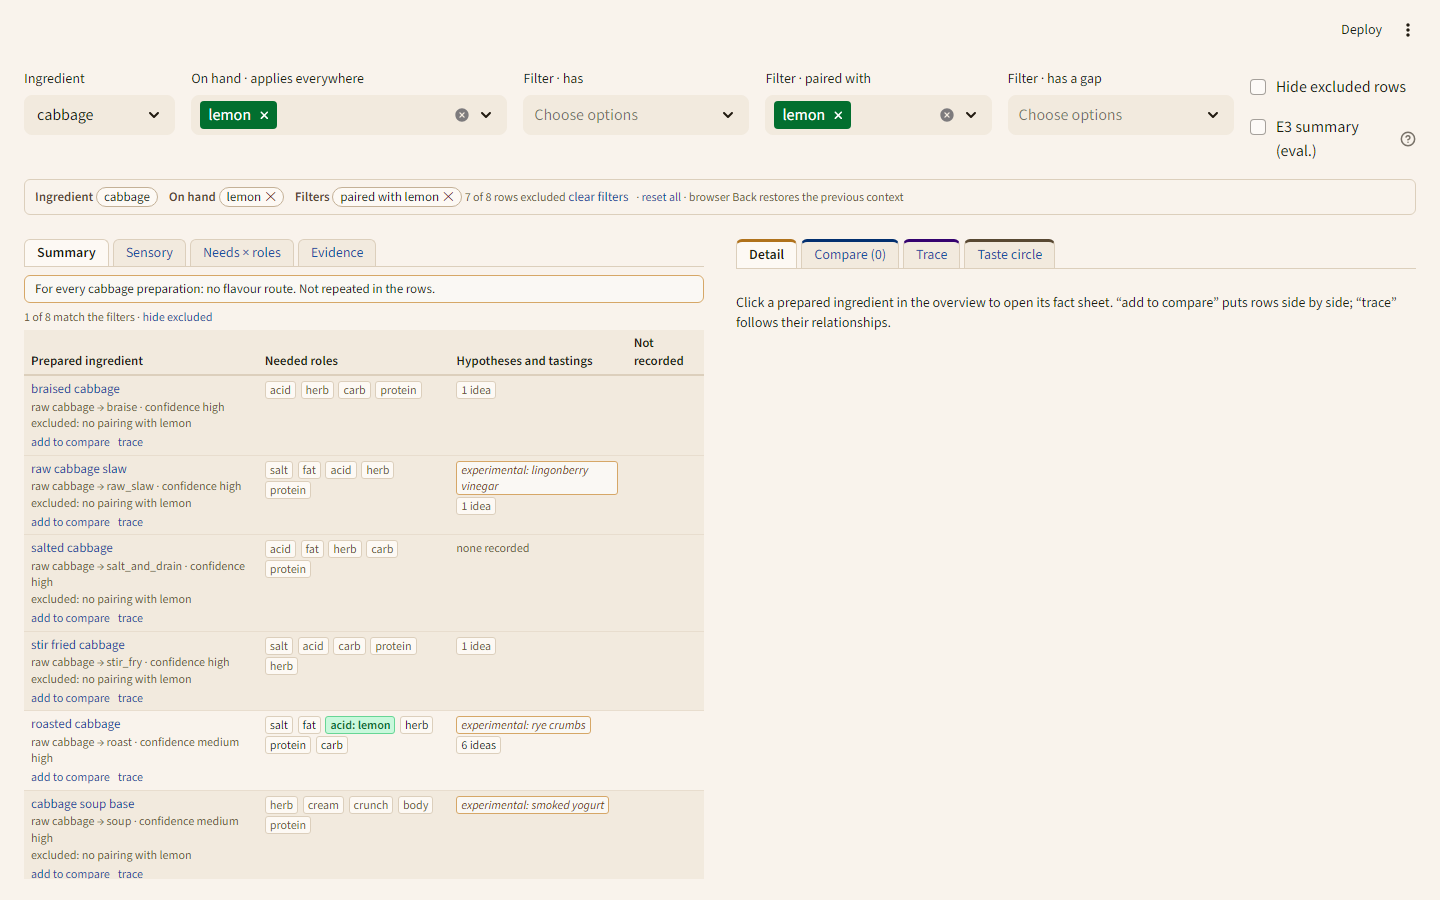 Deploy
Ingredient
On hand · applies everywhere
Filter · has
Filter · paired with
Filter · has a gap
cabbage
lemon
Choose options
lemon
Choose options
Hide excluded rows
E3 summary
(eval.)
Ingredient cabbage On hand lemon Filters paired with lemon 7 of 8 rows excluded clear filters · reset all · browser Back restores the previous context
Summary
Sensory
Needs × roles
Evidence
For every cabbage preparation: no flavour route. Not repeated in the rows.
1 of 8 match the filters · hide excluded
Prepared ingredient
Needed roles
Hypotheses and tastings
Not
recorded
braised cabbage
raw cabbage → braise · confidence high
excluded: no pairing with lemon
add to compare trace
acid herb carb protein
1 idea
raw cabbage slaw
raw cabbage → raw_slaw · confidence high
excluded: no pairing with lemon
add to compare trace
salt fat acid herb
protein
experimental: lingonberry
vinegar
1 idea
salted cabbage
raw cabbage → salt_and_drain · confidence
high
excluded: no pairing with lemon
add to compare trace
acid fat herb carb
protein
none recorded
stir fried cabbage
raw cabbage → stir_fry · confidence high
excluded: no pairing with lemon
add to compare trace
salt acid carb protein
herb
1 idea
roasted cabbage
raw cabbage → roast · confidence medium
high
add to compare trace
salt fat acid: lemon herb
protein carb
experimental: rye crumbs
6 ideas
cabbage soup base
raw cabbage → soup · confidence medium
high
excluded: no pairing with lemon
add to compare trace
herb cream crunch body
protein
experimental: smoked yogurt
Detail
Compare (0)
Trace
Taste circle
Click a prepared ingredient in the overview to open its fact sheet. “add to compare” puts rows side by side; “trace”
follows their relationships.